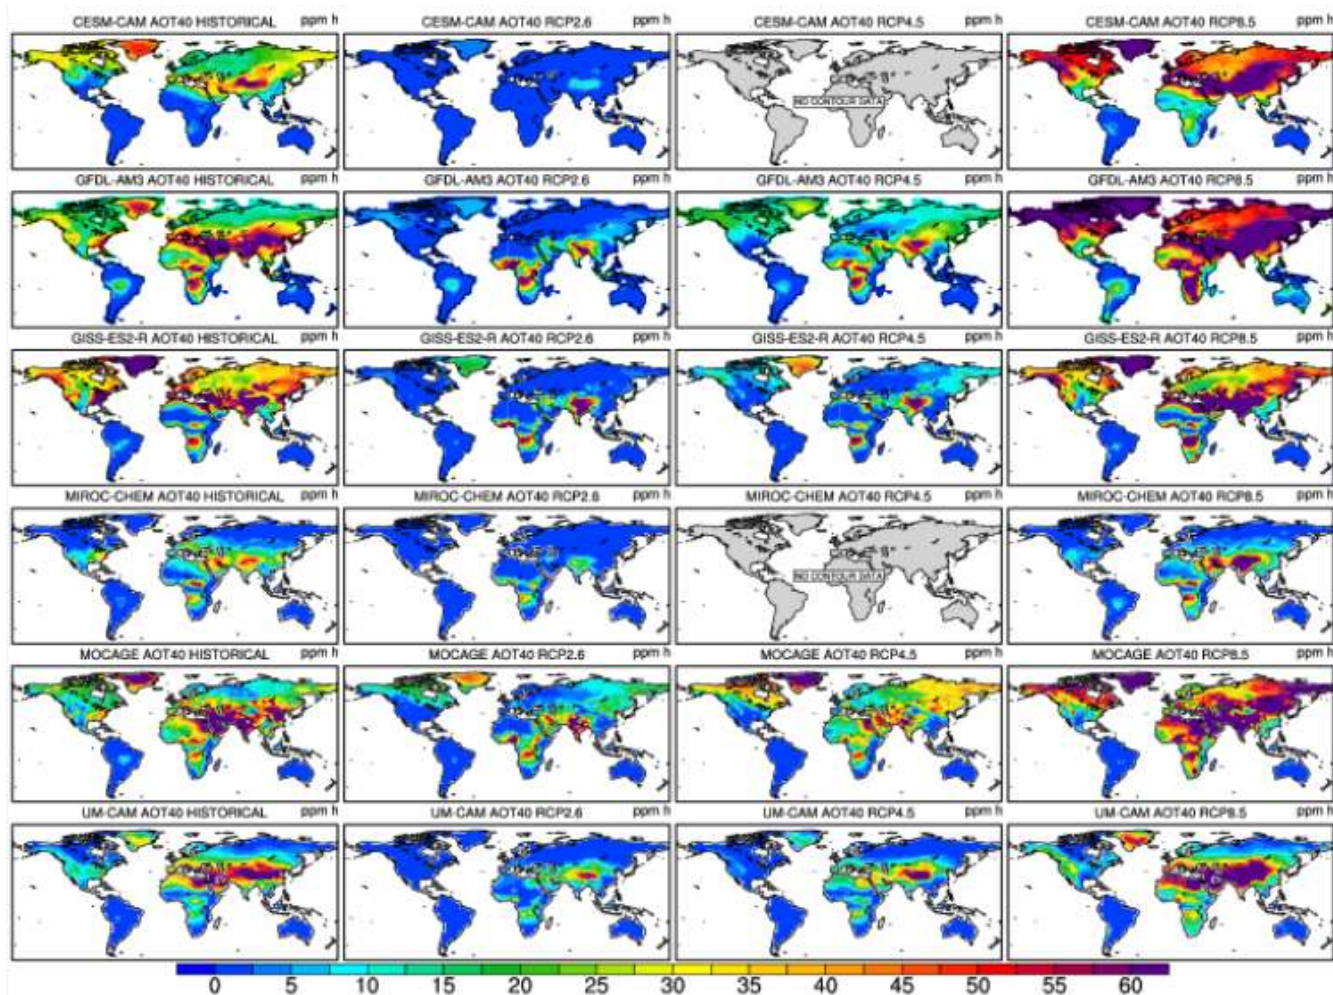 CESM-CAM AOT40 HISTORICAL ppm h CESM-CAM AOT40 RCP2.6 ppm h CESM-CAM AOT40 RCP4.5 ppm h CESM-CAM AOT40 RCP8.5 ppm h
NO CONTOUR DATA
GFDL-AM3 AOT40 HISTORICAL ppm h GFDL-AM3 AOT40 RCP2.6 ppm h GFDL-AM3 AOT40 RCP4.5 ppm h GFDL-AM3 AOT40 RCP8.5 ppm h
GISS-ES2-R AOT40 HISTORICAL ppm h GISS-ES2-R AOT40 RCP2.6 ppm h GISS-ES2-R AOT40 RCP4.5 ppm h GISS-ES2-R AOT40 RCP8.5 ppm h
MIROC-CHEM AOT40 HISTORICAL ppm h MIROC-CHEM AOT40 RCP2.6 ppm h MIROC-CHEM AOT40 RCP4.5 ppm h MIROC-CHEM AOT40 RCP8.5 ppm h
NO CONTOUR DATA
MOCAGE AOT40 HISTORICAL ppm h MOCAGE AOT40 RCP2.6 ppm h MOCAGE AOT40 RCP4.5 ppm h MOCAGE AOT40 RCP8.5 ppm h
UM-CAM AOT40 HISTORICAL ppm h UM-CAM AOT40 RCP2.6 ppm h UM-CAM AOT40 RCP4.5 ppm h UM-CAM AOT40 RCP8.5 ppm h
0 5 10 15 20 25 30 35 40 45 50 55 60